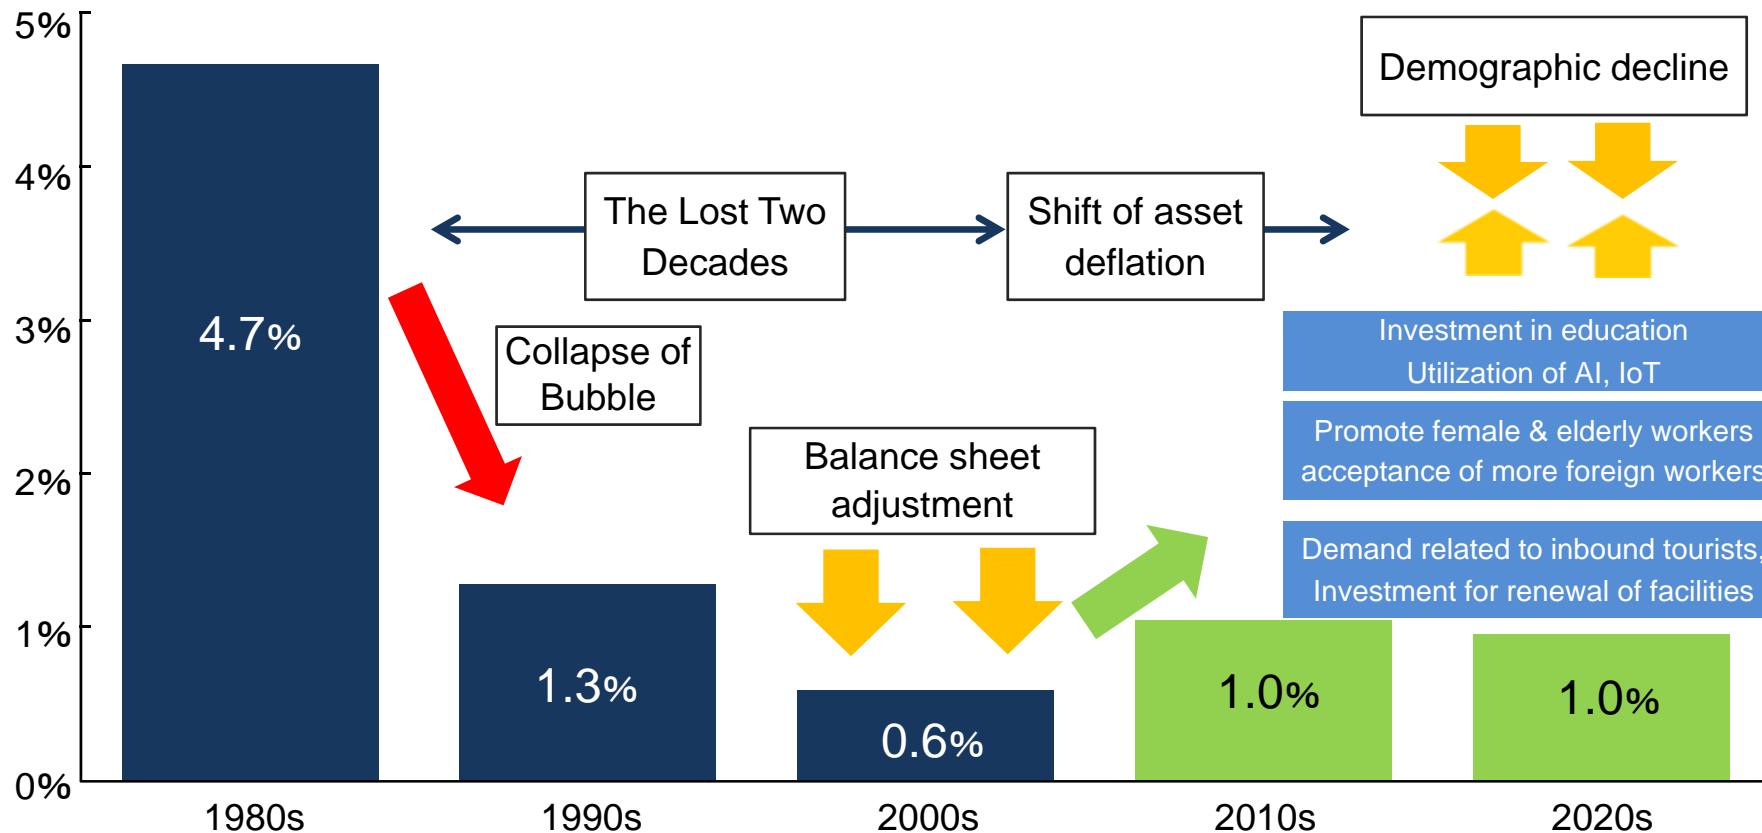 5%
4%
3%
2%
1%
0%
Demographic decline
The Lost Two
Decades
Shift of asset
deflation
4.7%
Collapse of
Bubble
Investment in education
Utilization of AI, IoT
Promote female & elderly workers
acceptance of more foreign workers
Balance sheet
adjustment
Demand related to inbound tourists,
Investment for renewal of facilities
1.3%
0.6%
1.0%
1.0%
1980s
1990s
2000s
2010s
2020s